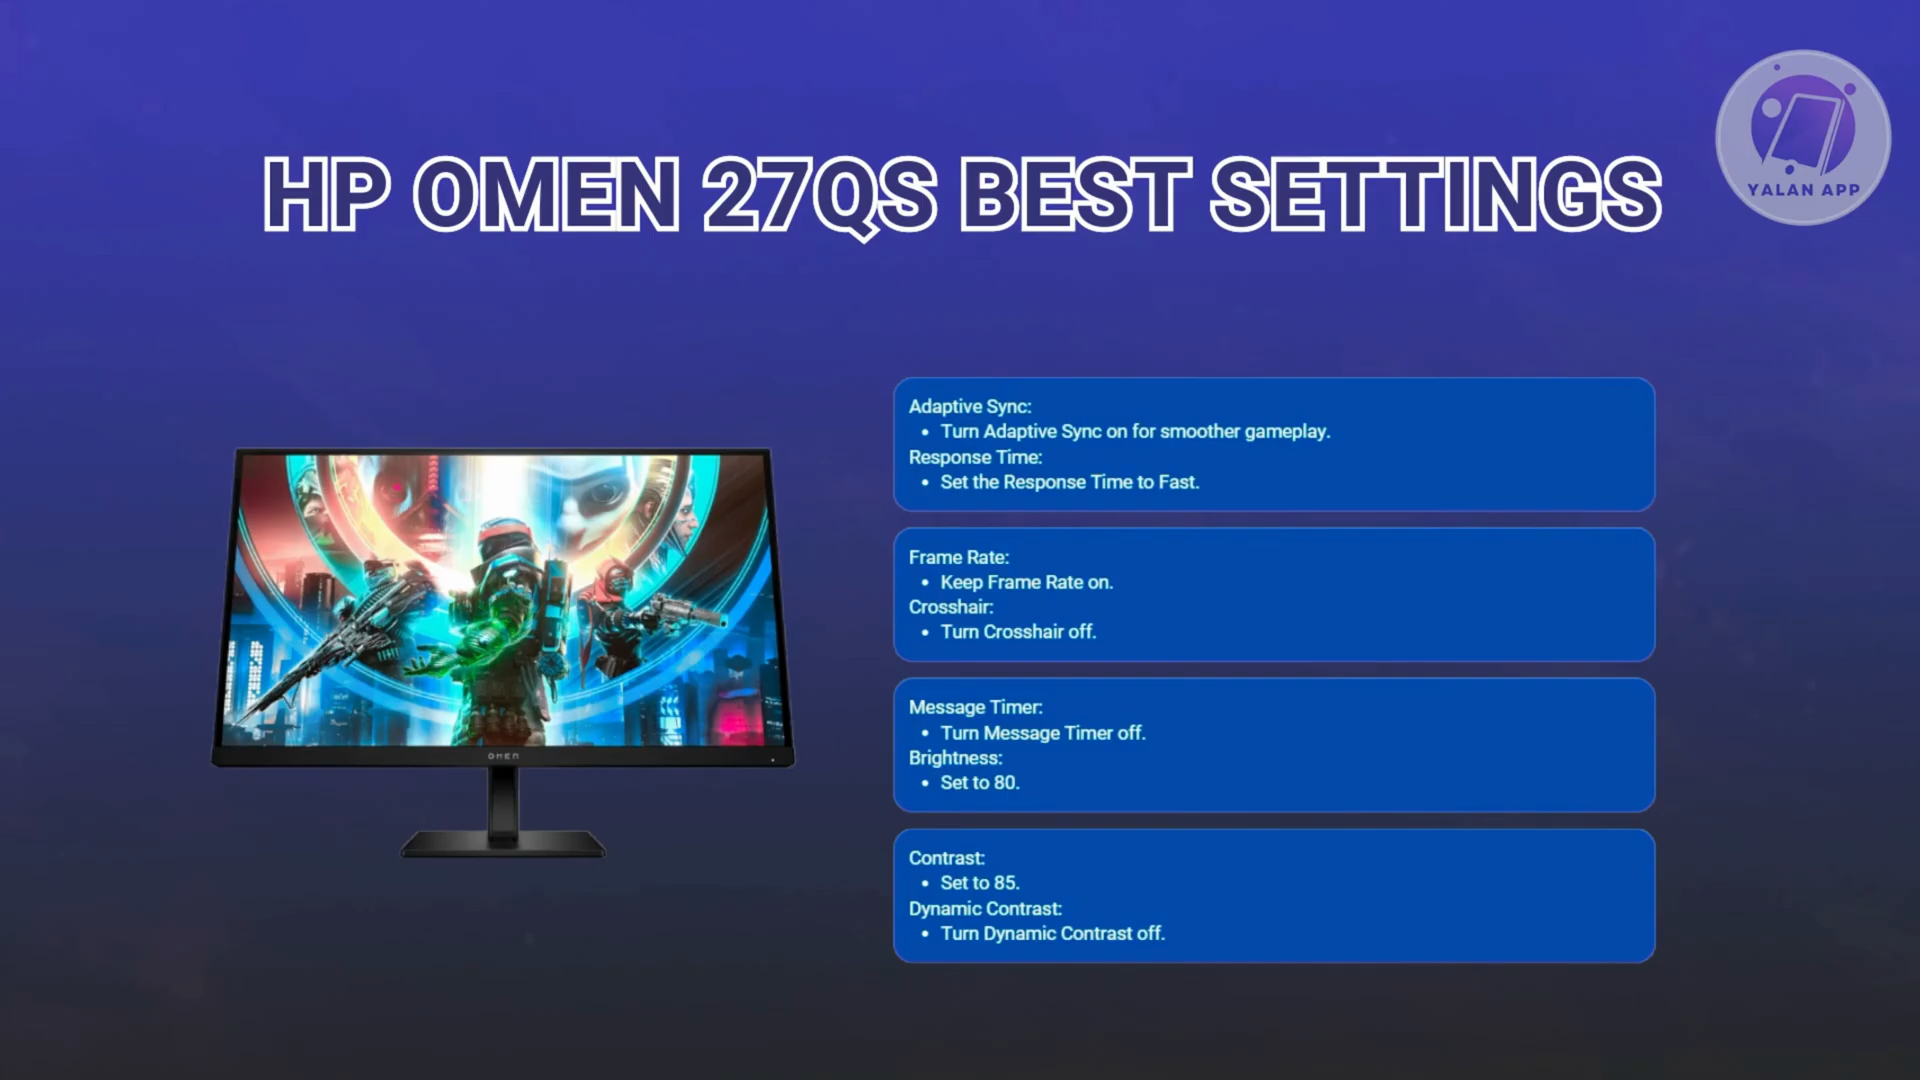 YALAN APP
HP OMEN 27QS BEST SETTINGS
Adaptive Sync:
• Turn Adaptive Sync on for smoother gameplay.
Response Time:
• Set the Response Time to Fast.
Frame Rate:
• Keep Frame Rate on.
Crosshair:
• Turn Crosshair off.
Message Timer:
• Turn Message Timer off.
Brightness:
• Set to 80.
Contrast:
• Set to 85.
Dynamic Contrast:
• Turn Dynamic Contrast off.
OMEN